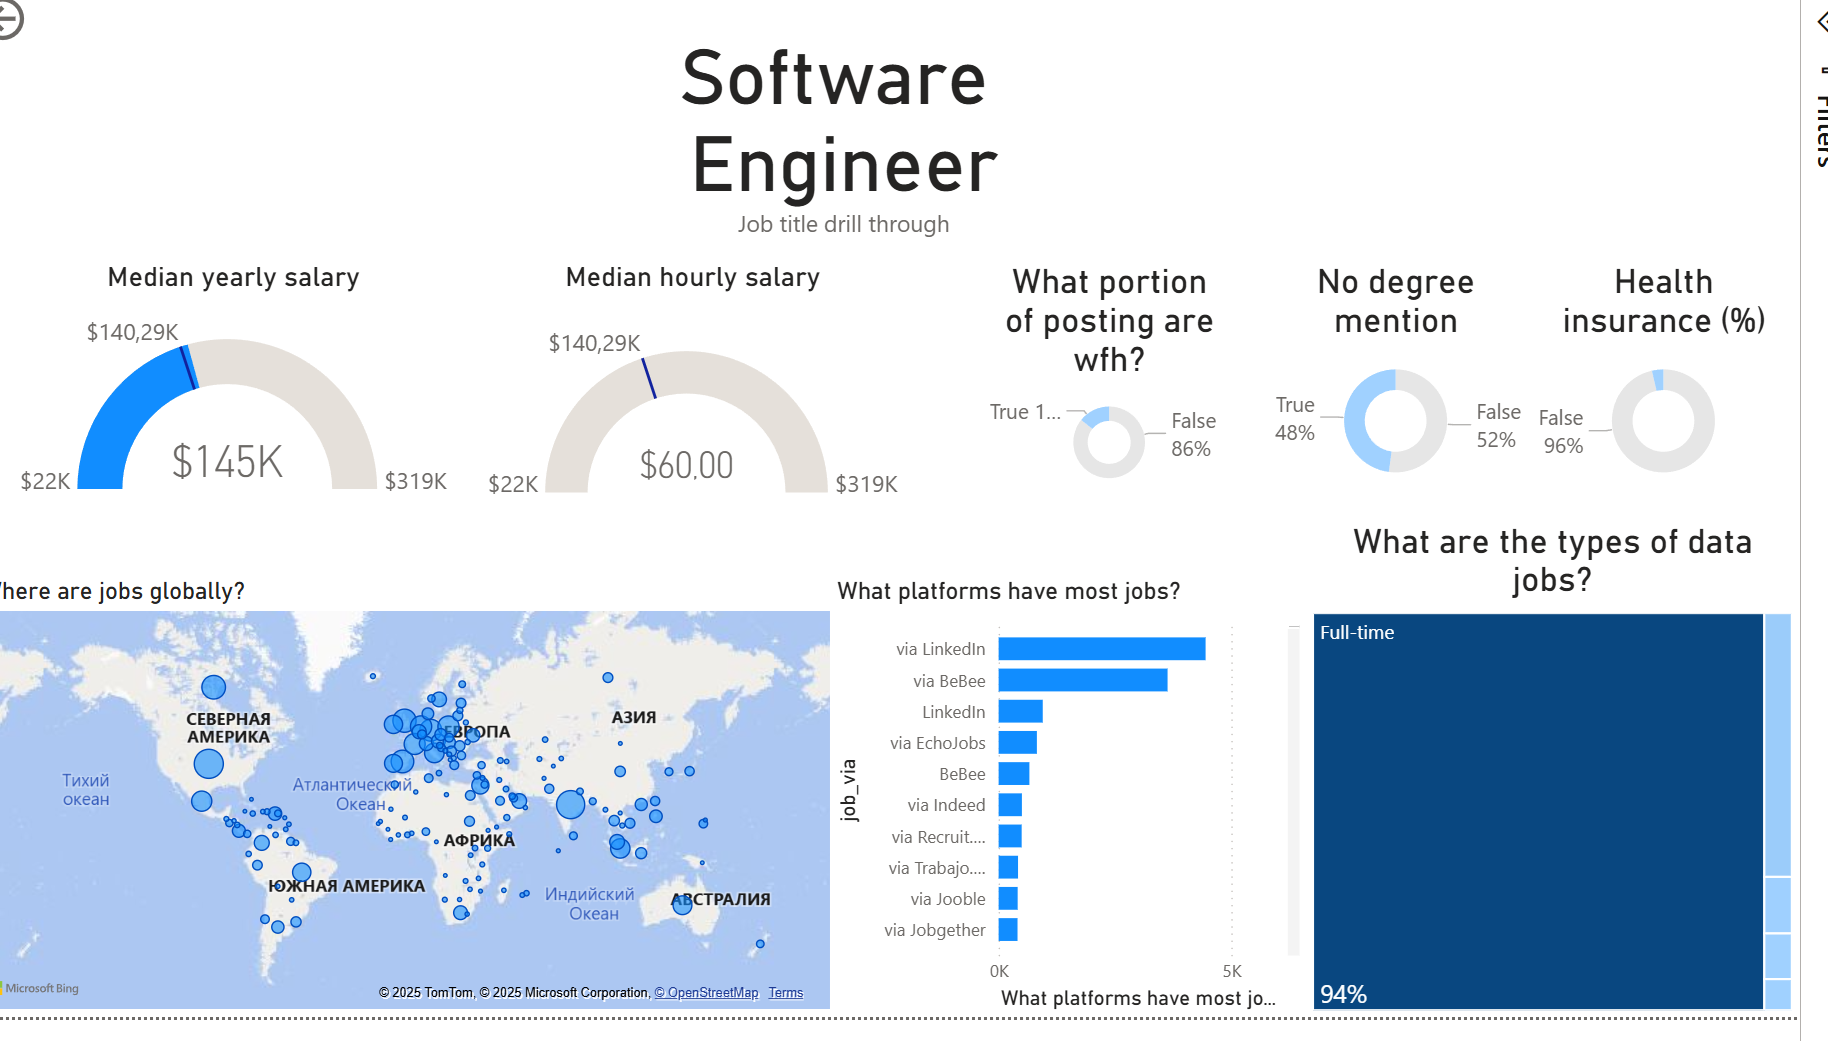 Software
Engineer
Job title drill through
Filters
Median yearly salary
$140,29K
$145K
$22K
$319K
Median hourly salary
$140,29K
$60,00
$22K
$319K
What portion
of posting are
wfh?
True 1...
False
86%
No degree
mention
True
48%
False
52%
Health
insurance (%)
False
96%
here are jobs globally?
СЕВЕРНАЯ
АМЕРИКА
ЕВРОПА
АЗИЯ
Тихий
океан
Атлантический
Океан
АФРИКА
ЮЖНАЯ АМЕРИКА
Индийский
Океан
АВСТРАЛИЯ
Microsoft Bing
© 2025 TomTom, © 2025 Microsoft Corporation, © OpenStreetMap Terms
What platforms have most jobs?
job_via
via LinkedIn
via BeBee
LinkedIn
via EchoJobs
BeBee
via Indeed
via Recruit....
via Trabajo....
via Jooble
via Jobgether
0K
5K
What platforms have most jo...
What are the types of data
jobs?
Full-time
94%